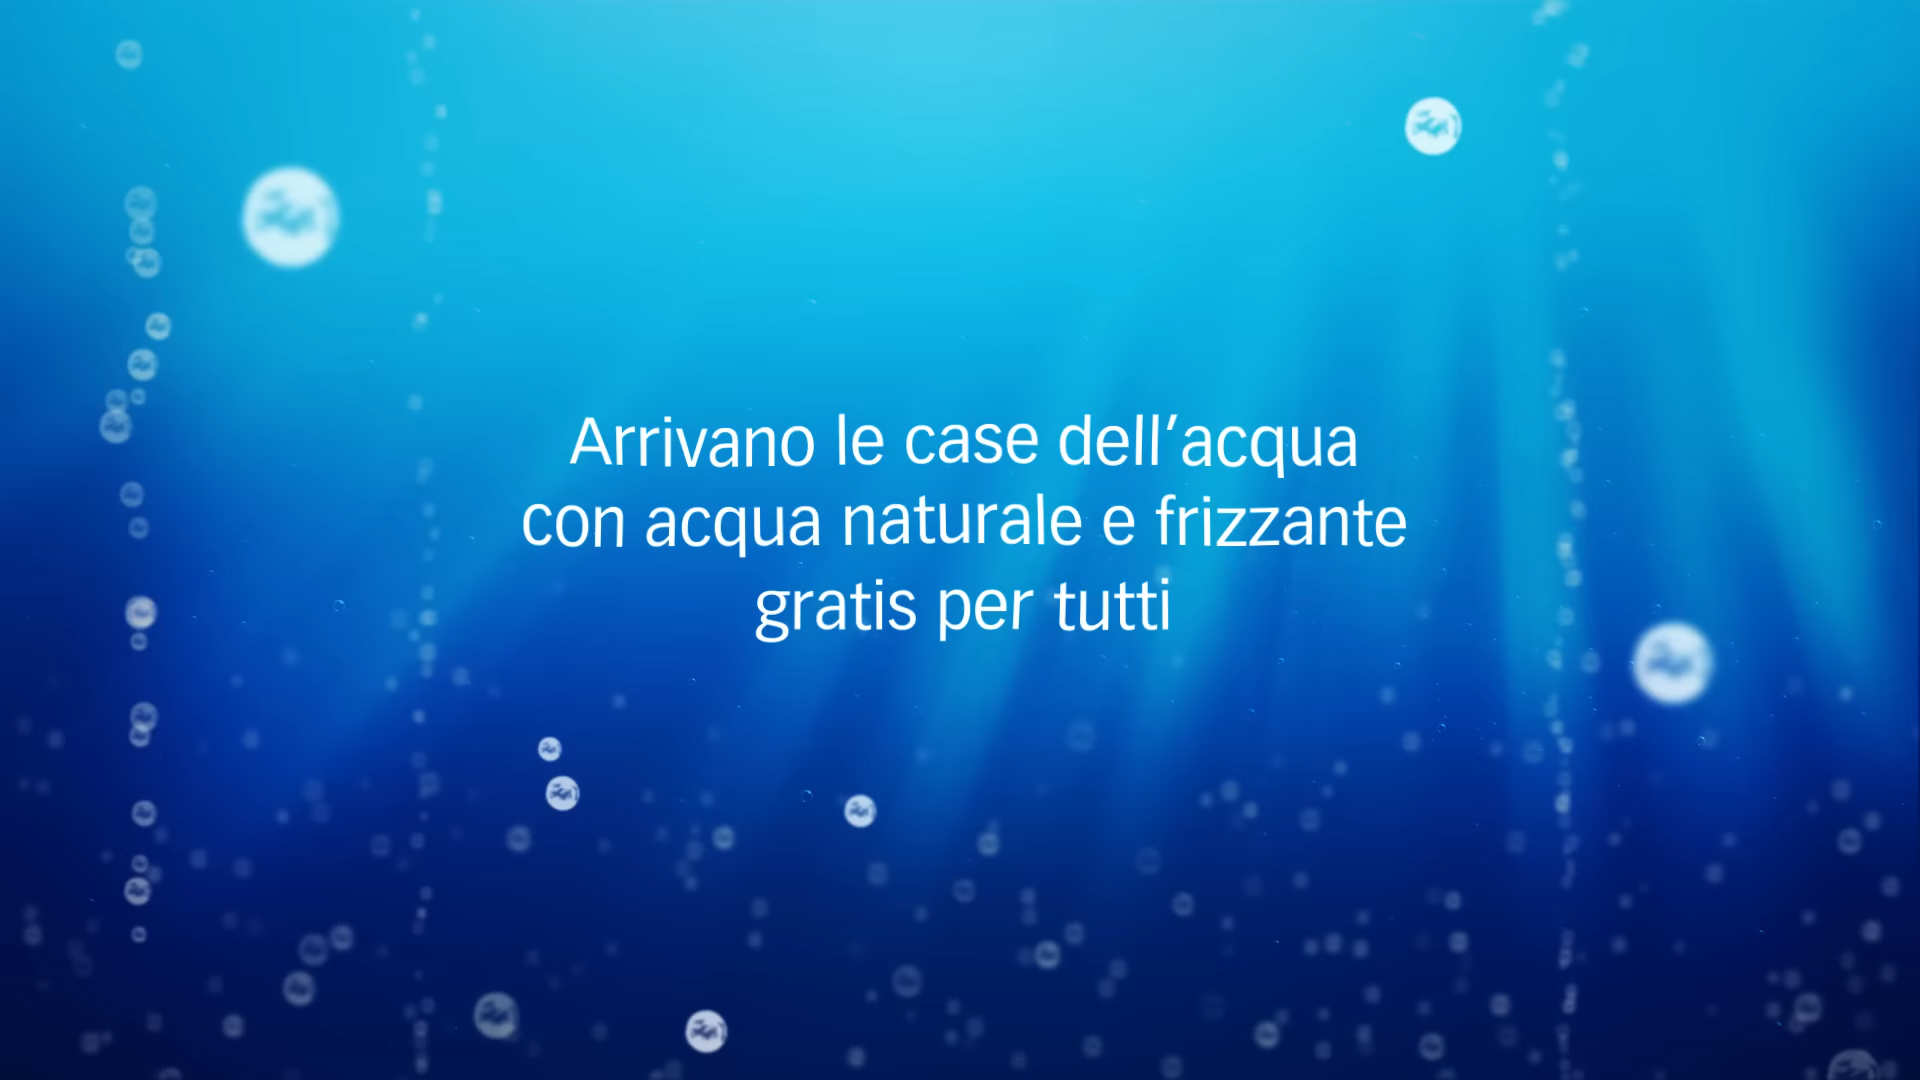 Arrivano le case dell’acqua
con acqua naturale e frizzante
gratis per tutti